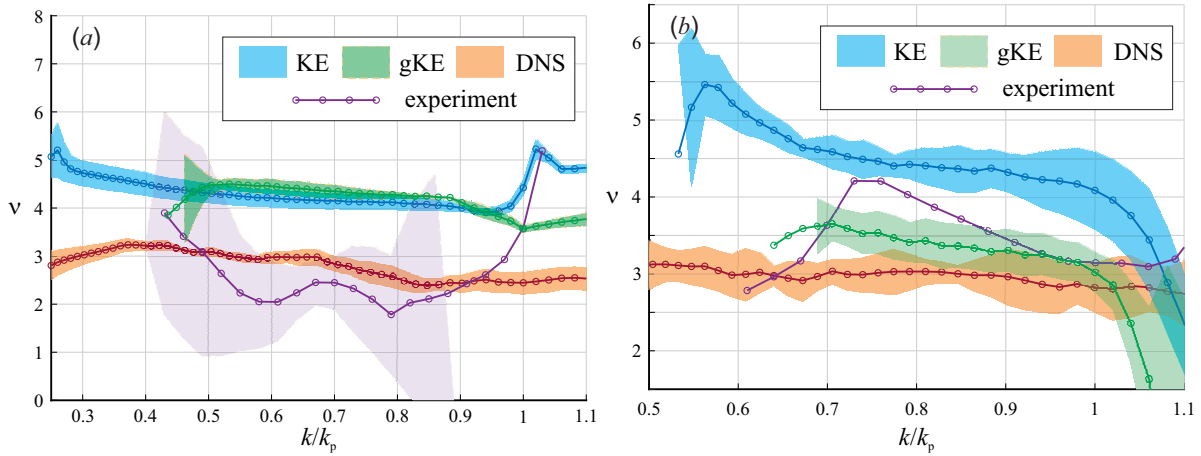 (a)
KE gKE DNS
experiment
8
7
6
5
4
3
2
1
0
ν
0.3 0.4 0.5 0.6 0.7 0.8 0.9 1 1.1
k/kp
(b)
KE gKE DNS
experiment
6
5
4
3
2
ν
0.5 0.6 0.7 0.8 0.9 1 1.1
k/kp